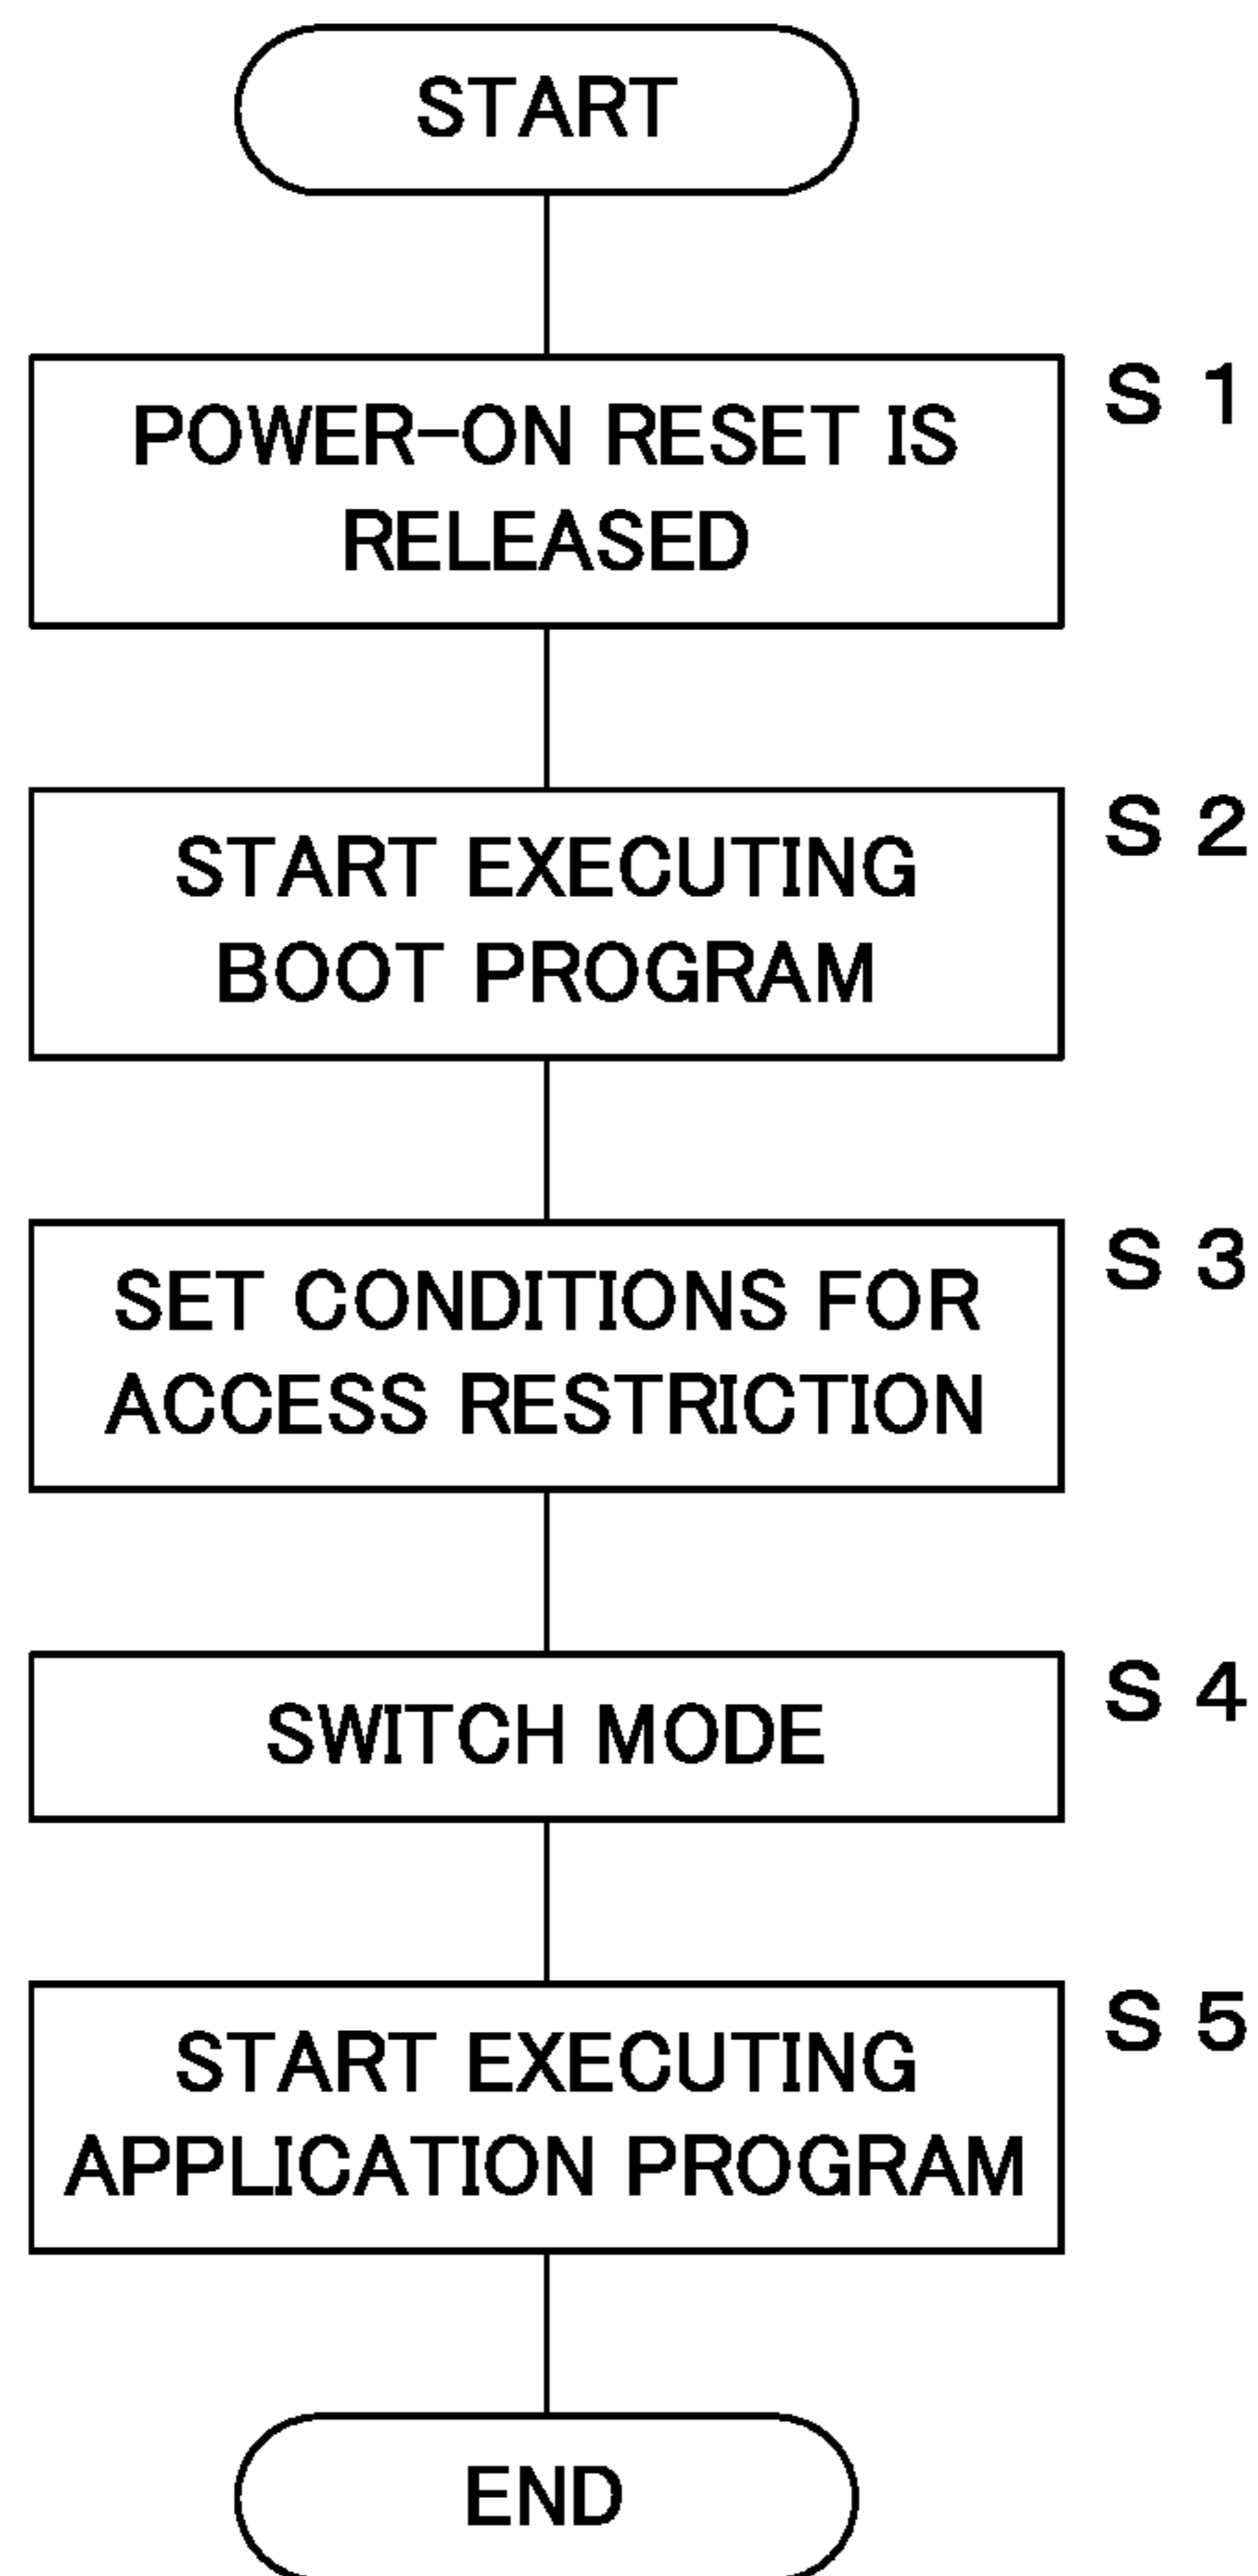 START
POWER-ON RESET IS
RELEASED
S 1
START EXECUTING
BOOT PROGRAM
S 2
SET CONDITIONS FOR
ACCESS RESTRICTION
S 3
SWITCH MODE
S 4
START EXECUTING
APPLICATION PROGRAM
S 5
END